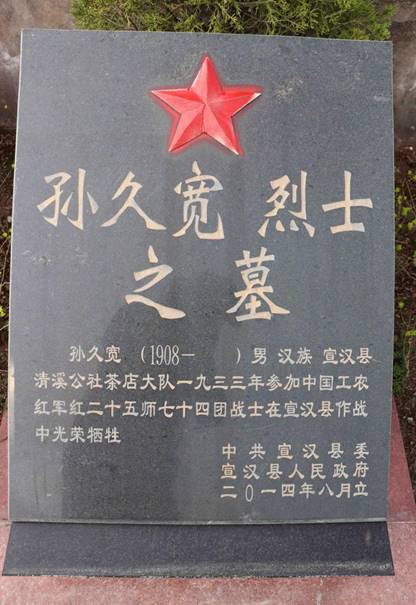 孙久宽 烈士
之 墓
孙久宽 （1908— ）男 汉族 宣汉县
清溪公社茶店大队一九三三年参加中国工农
红军红二十五师七十四团战士在宣汉县作战
中光荣牺牲
中共宣汉县委
宣汉县人民政府
二0一四年八月立